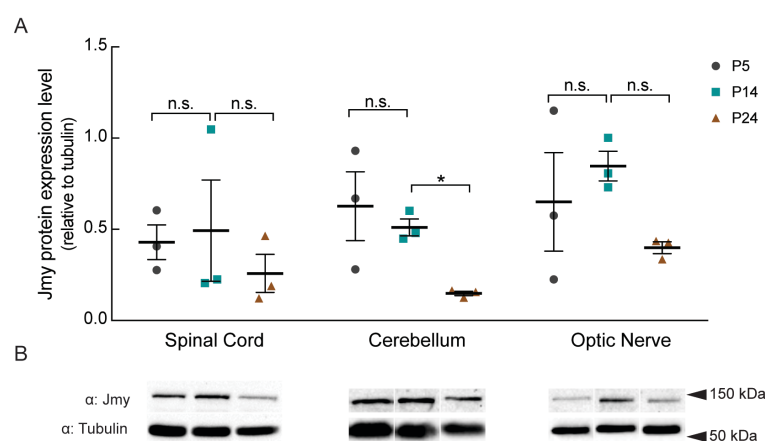 A
Jmy protein expression level
(relative to tubulin)
1.5
1.0
0.5
0.0
n.s.
n.s.
n.s.
*
n.s.
n.s.
P5
P14
P24
Spinal Cord
Cerebellum
Optic Nerve
B
α: Jmy
α: Tubulin
150 kDa
50 kDa